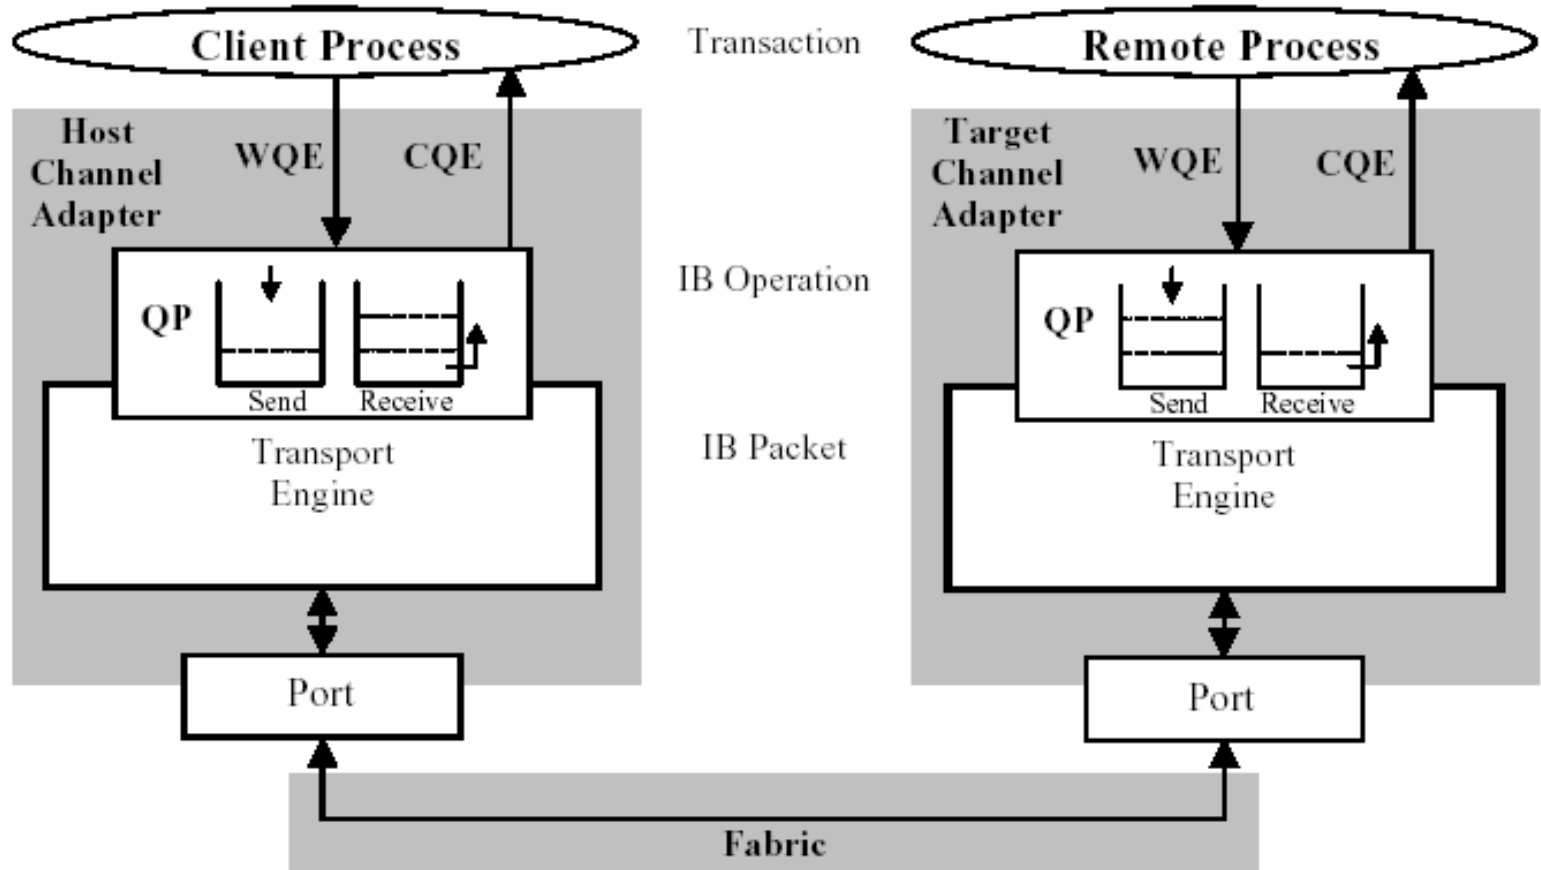 Client Process
Transaction
Remote Process
Host
Channel
Adapter
WQE
CQE
Target
Channel
Adapter
WQE
CQE
IB Operation
QP
Send
Receive
QP
Send
Receive
IB Packet
Transport
Engine
Transport
Engine
Port
Port
Fabric